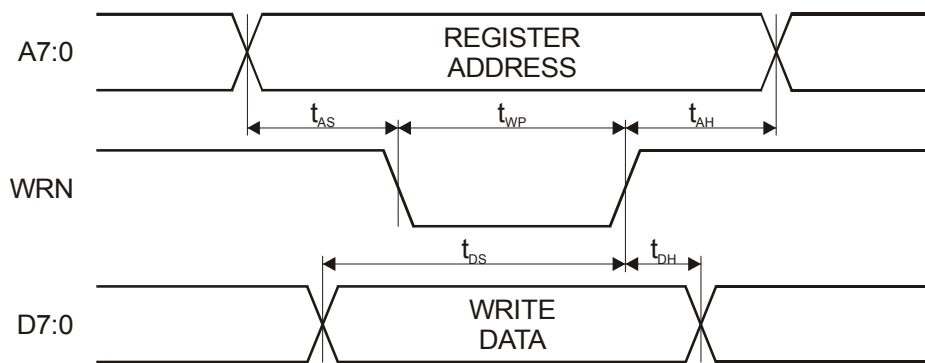 A7:0
REGISTER
ADDRESS
tAS
tWP
tAH
WRN
tDS
tDH
D7:0
WRITE
DATA